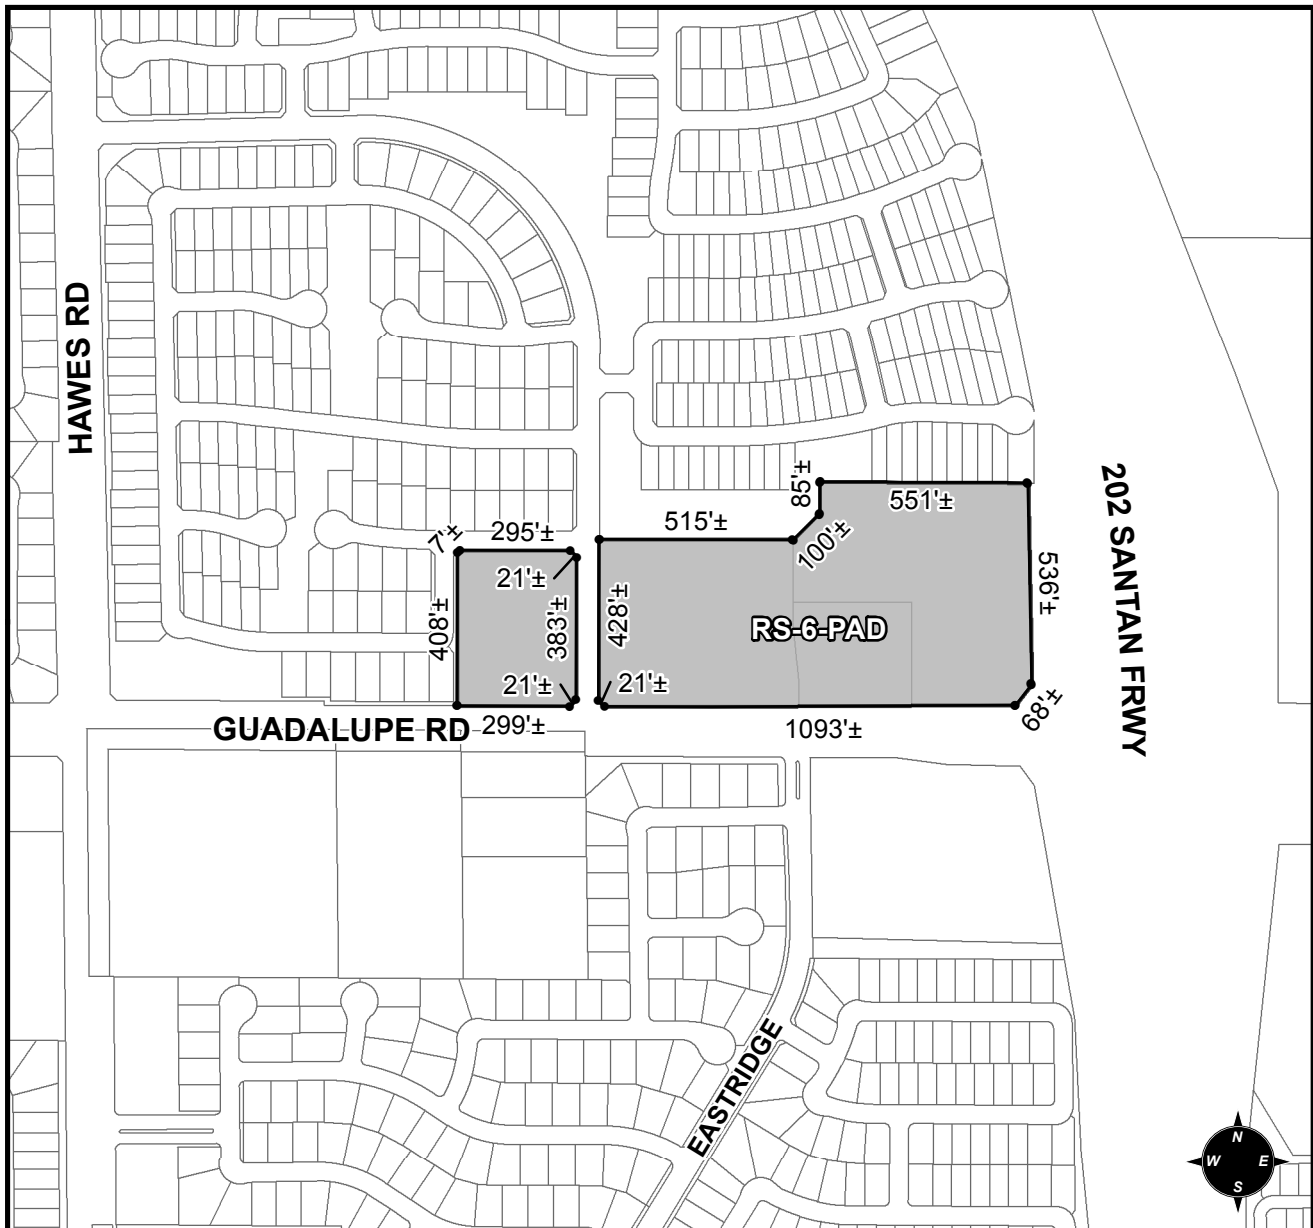 HAWES RD
202 SANTAN FRWY
85'±
551'±
515'±
100'±
7'±
295'±
21'±
536'±
408'±
383'±
428'±
RS-6-PAD
21'±
21'±
68'±
GUADALUPE RD
299'±
1093'±
EASTRIDGE
N
W
E
S